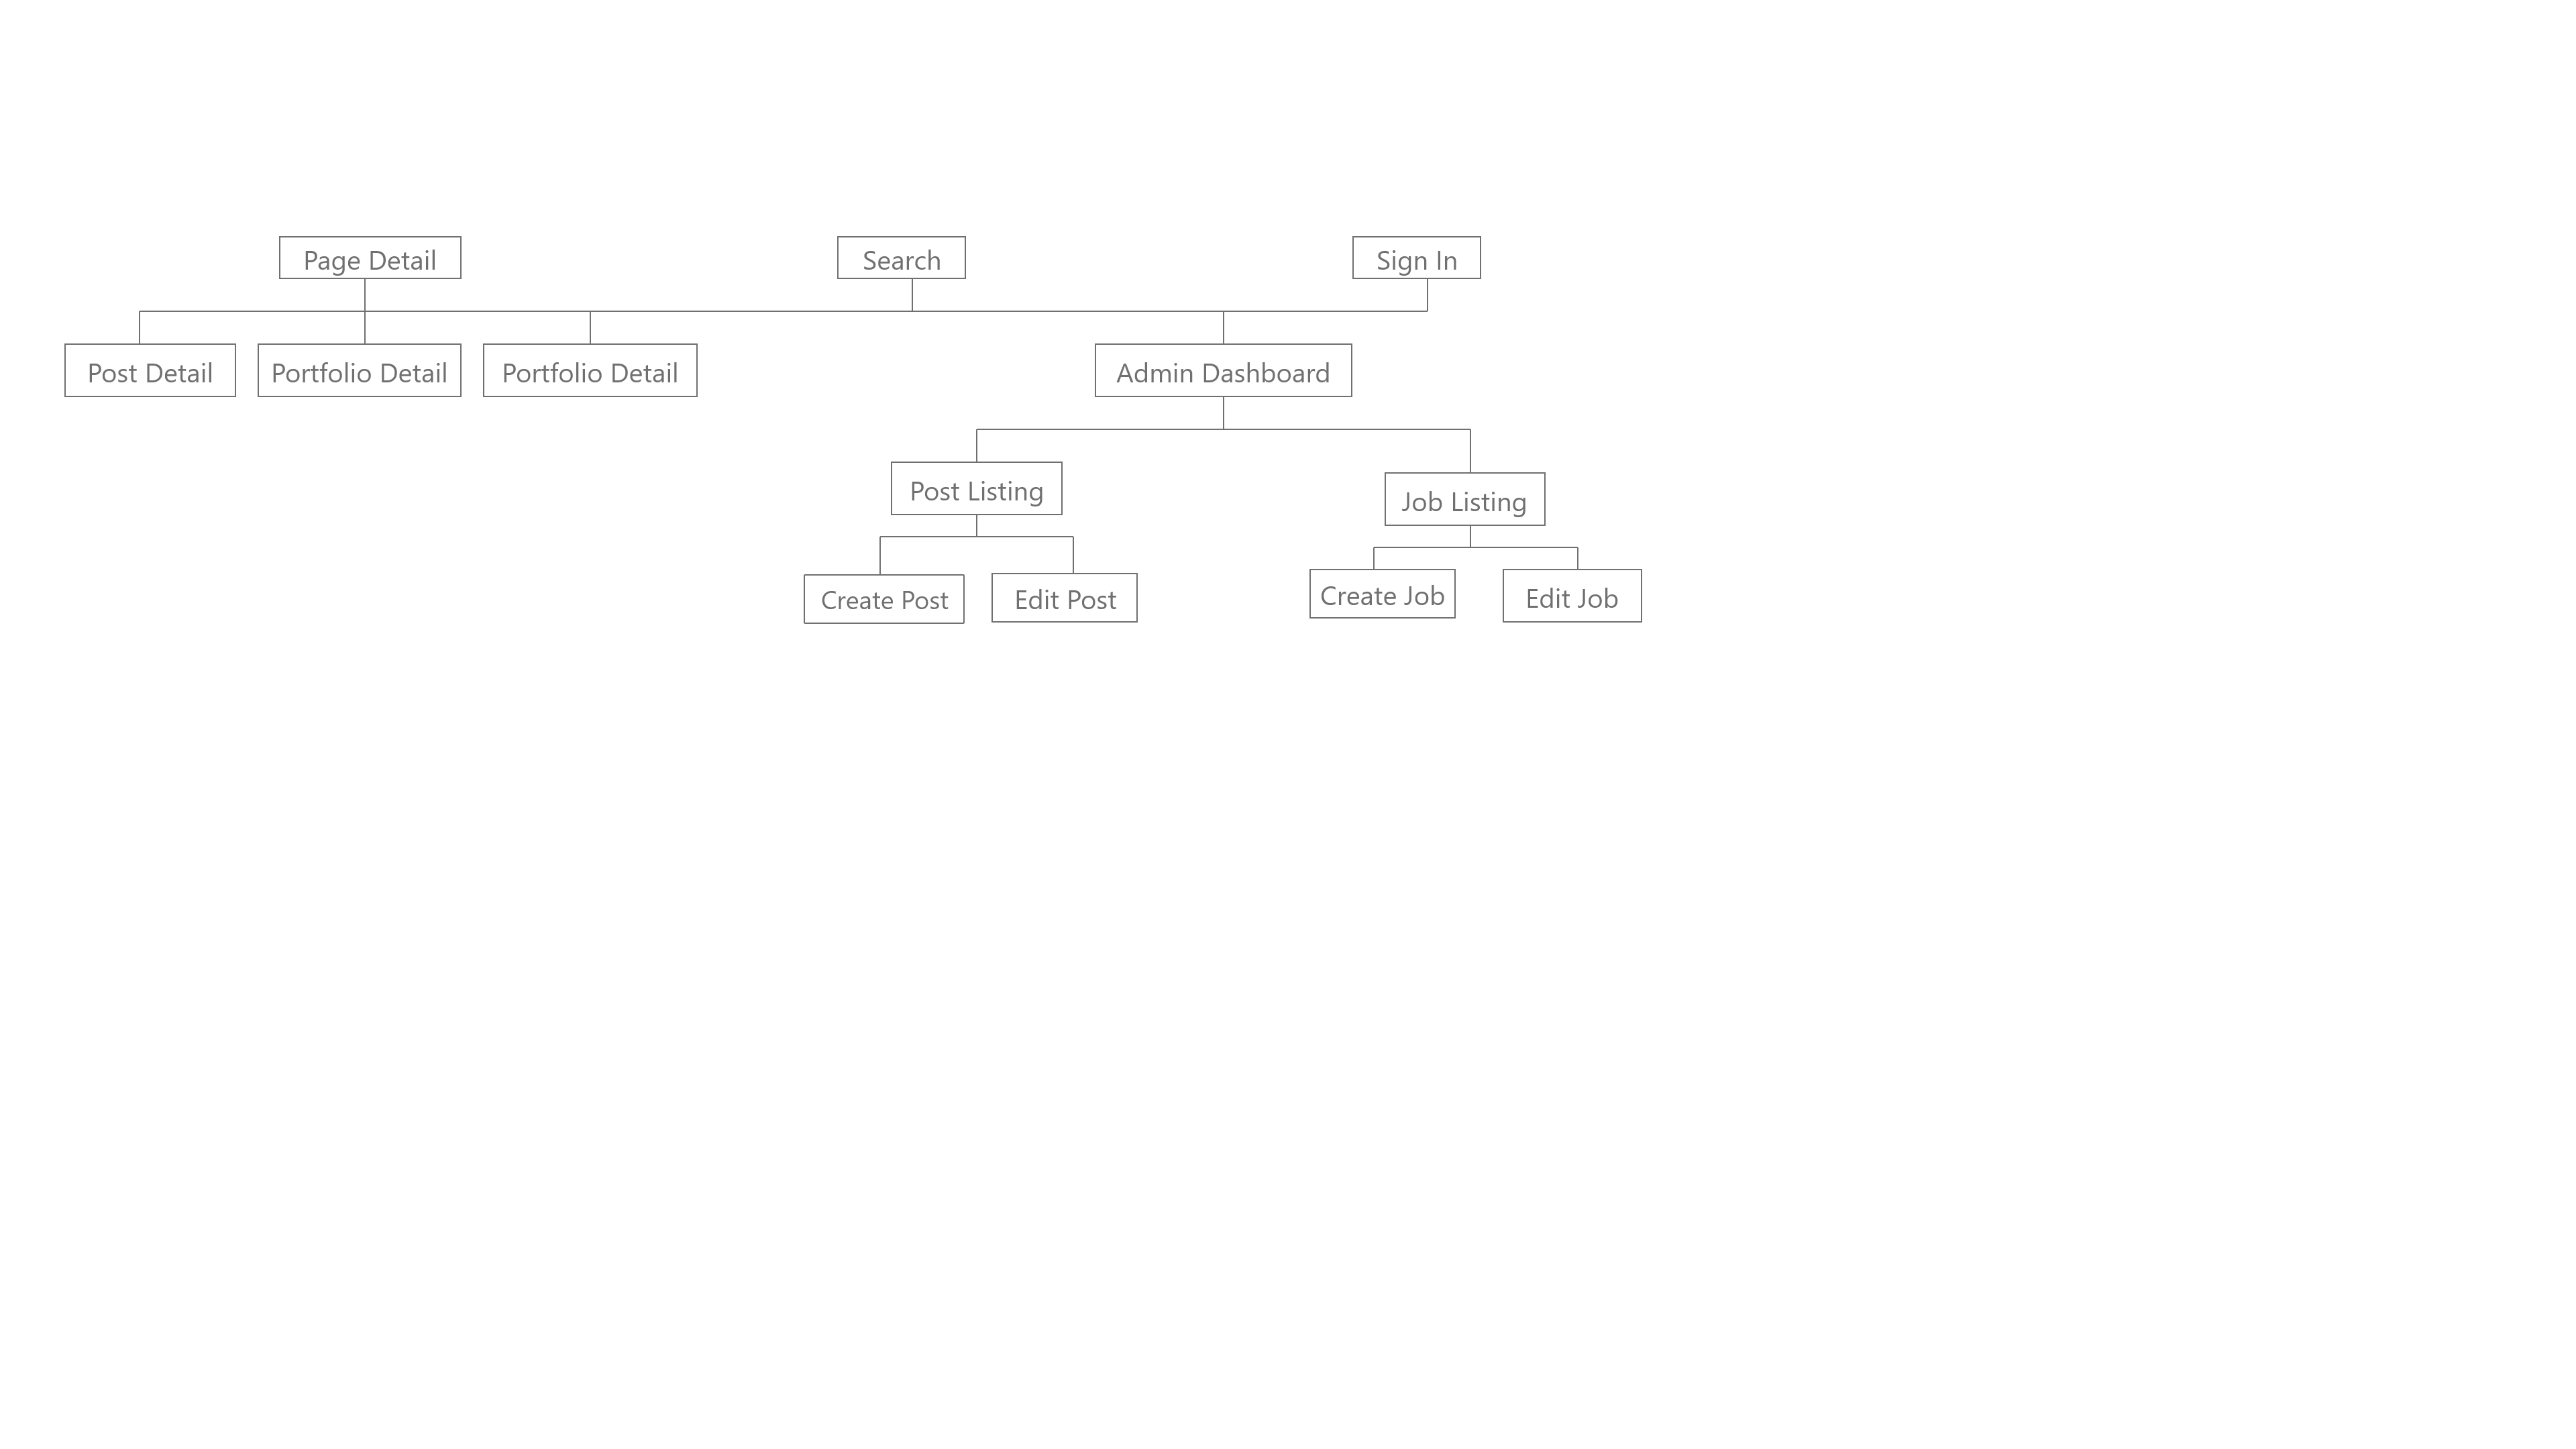 Page Detail
Search
Sign In
Post Detail
Portfolio Detail
Portfolio Detail
Admin Dashboard
Post Listing
Job Listing
Create Post
Edit Post
Create Job
Edit Job